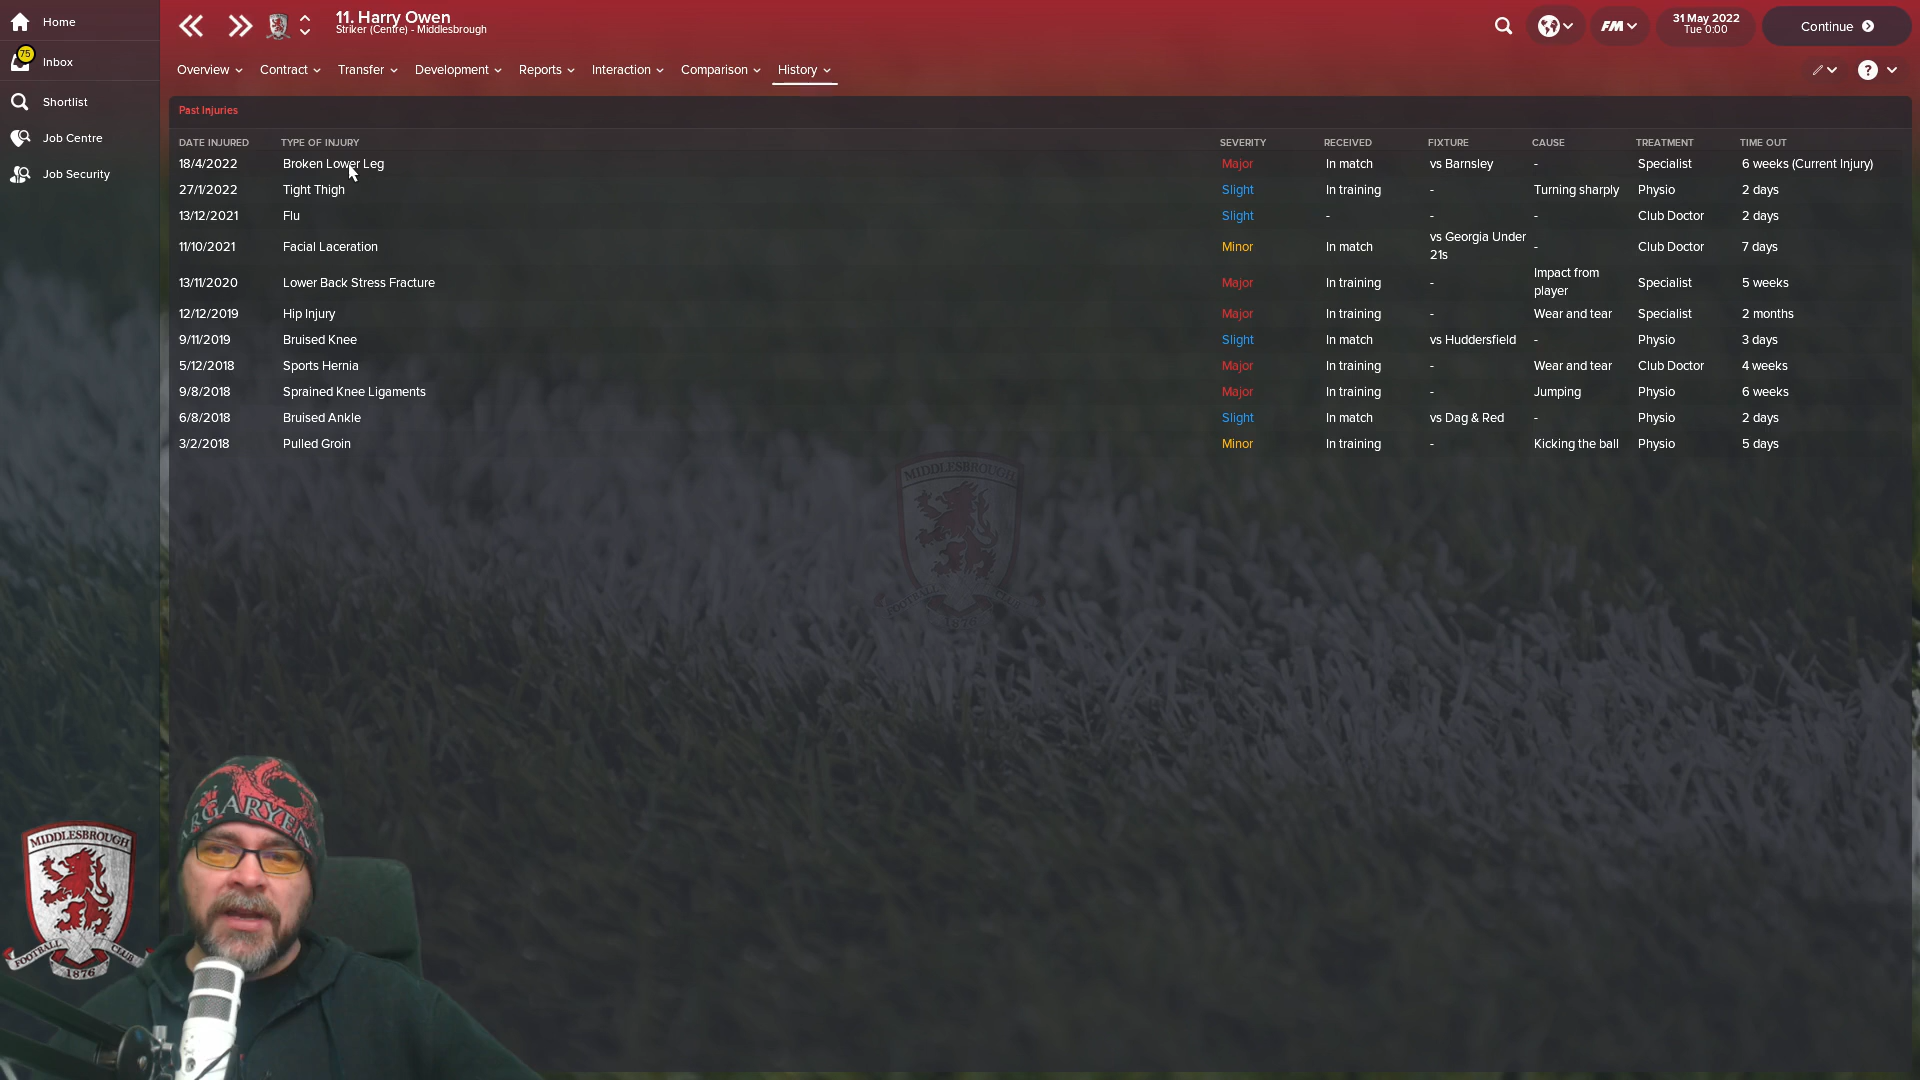 Home
75
Inbox
Shortlist
Job Centre
Job Security
11. Harry Owen
Striker (Centre) - Middlesbrough
FM
31 May 2022
Tue 0:00
Continue
Overview
Contract
Transfer
Development
Reports
Interaction
Comparison
History
?
Past Injuries
DATE INJURED TYPE OF INJURY SEVERITY RECEIVED FIXTURE CAUSE TREATMENT TIME OUT
18/4/2022 Broken Lower Leg Major In match vs Barnsley - Specialist 6 weeks (Current Injury)
27/1/2022 Tight Thigh Slight In training - Turning sharply Physio 2 days
13/12/2021 Flu Slight - - - Club Doctor 2 days
11/10/2021 Facial Laceration Minor In match vs Georgia Under 21s - Club Doctor 7 days
13/11/2020 Lower Back Stress Fracture Major In training - Impact from player Specialist 5 weeks
12/12/2019 Hip Injury Major In training - Wear and tear Specialist 2 months
9/11/2019 Bruised Knee Slight In match vs Huddersfield - Physio 3 days
5/12/2018 Sports Hernia Major In training - Wear and tear Club Doctor 4 weeks
9/8/2018 Sprained Knee Ligaments Major In training - Jumping Physio 6 weeks
6/8/2018 Bruised Ankle Slight In match vs Dag & Red - Physio 2 days
3/2/2018 Pulled Groin Minor In training - Kicking the ball Physio 5 days
MIDDLESBROUGH
FOOTBALL CLUB
1876
RGARYEN
MIDDLESBROUGH
FOOTBALL CLUB
1876